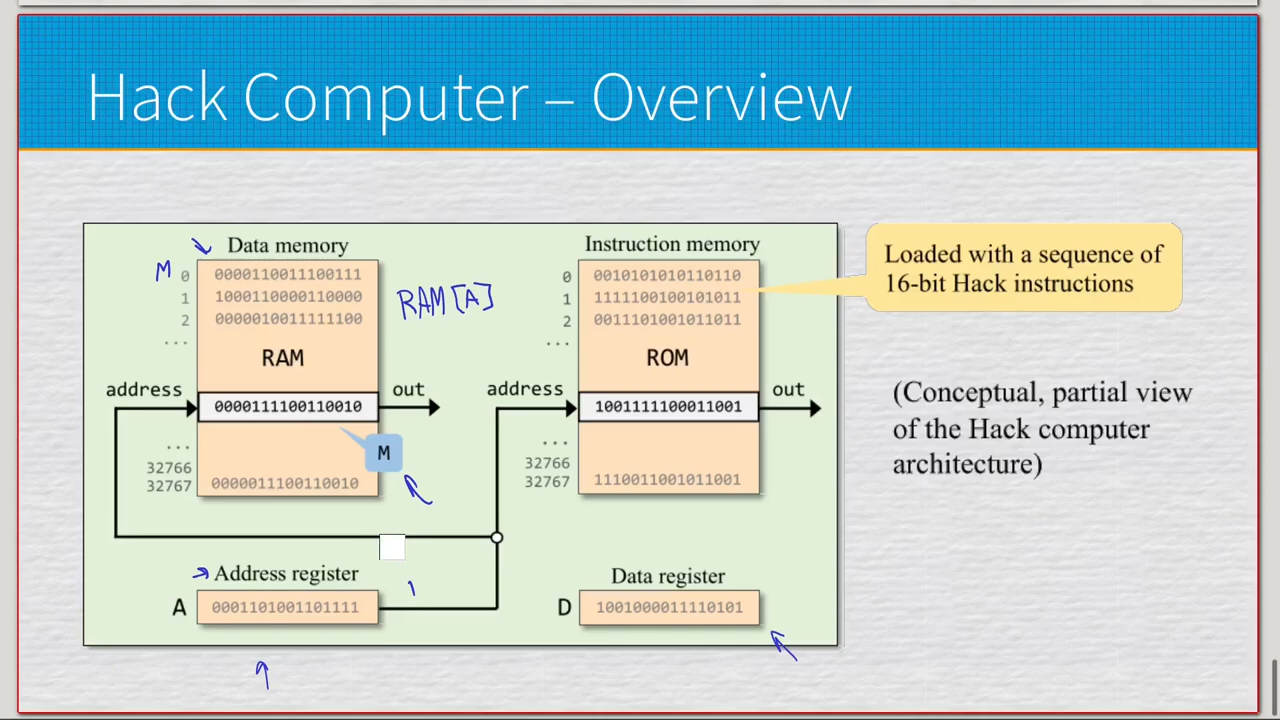 Hack Computer – Overview
Data memory
M
0 0000110011100111
1 1000110000110000
2 0000010011111100
...
RAM
RAM[A]
address
0000111100110010
out
M
...
32766
32767 0000011100110010
Instruction memory
0 0010101010110110
1 1111100100101011
2 0011101001011011
...
ROM
address
1001111100011001
out
...
32766
32767 1110011001011001
Address register
A 0001101001101111
Data register
D 1001000011110101
Loaded with a sequence of
16-bit Hack instructions
(Conceptual, partial view
of the Hack computer
architecture)